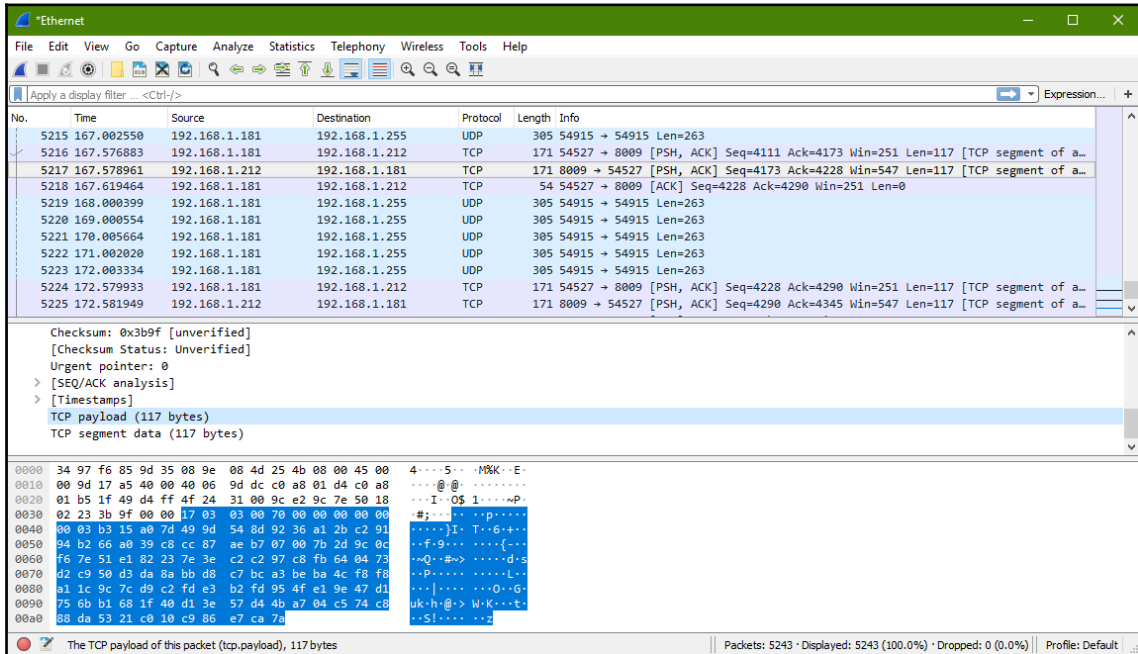 *Ethernet
File Edit View Go Capture Analyze Statistics Telephony Wireless Tools Help
Apply a display filter ... <Ctrl-/> Expression... +
No. Time Source Destination Protocol Length Info
5215 167.002550 192.168.1.181 192.168.1.255 UDP 305 54915 → 54915 Len=263
5216 167.576883 192.168.1.181 192.168.1.212 TCP 171 54527 → 8009 [PSH, ACK] Seq=4111 Ack=4173 Win=251 Len=117 [TCP segment of a…
5217 167.578961 192.168.1.212 192.168.1.181 TCP 171 8009 → 54527 [PSH, ACK] Seq=4173 Ack=4228 Win=547 Len=117 [TCP segment of a…
5218 167.619464 192.168.1.181 192.168.1.212 TCP 54 54527 → 8009 [ACK] Seq=4228 Ack=4290 Win=251 Len=0
5219 168.000399 192.168.1.181 192.168.1.255 UDP 305 54915 → 54915 Len=263
5220 169.000554 192.168.1.181 192.168.1.255 UDP 305 54915 → 54915 Len=263
5221 170.005664 192.168.1.181 192.168.1.255 UDP 305 54915 → 54915 Len=263
5222 171.002020 192.168.1.181 192.168.1.255 UDP 305 54915 → 54915 Len=263
5223 172.003334 192.168.1.181 192.168.1.255 UDP 305 54915 → 54915 Len=263
5224 172.579933 192.168.1.181 192.168.1.212 TCP 171 54527 → 8009 [PSH, ACK] Seq=4228 Ack=4290 Win=251 Len=117 [TCP segment of a…
5225 172.581949 192.168.1.212 192.168.1.181 TCP 171 8009 → 54527 [PSH, ACK] Seq=4290 Ack=4345 Win=547 Len=117 [TCP segment of a…
Checksum: 0x3b9f [unverified]
[Checksum Status: Unverified]
Urgent pointer: 0
> [SEQ/ACK analysis]
> [Timestamps]
TCP payload (117 bytes)
TCP segment data (117 bytes)
0000 34 97 f6 85 9d 35 08 9e 08 4d 25 4b 08 00 45 00 4····5·· ·M%K··E·
0010 00 9d 17 a5 40 00 40 06 9d dc c0 a8 01 d4 c0 a8 ····@·@· ········
0020 01 b5 1f 49 d4 ff 4f 24 31 00 9c e2 9c 7e 50 18 ···I··O$ 1····~P·
0030 02 23 3b 9f 00 00 17 03 03 00 70 00 00 00 00 00 ·#;····· ··p·····
0040 00 03 b3 15 a0 7d 49 9d 54 8d 92 36 a1 2b c2 91 ·····}I· T··6·+··
0050 94 b2 66 a0 39 c8 cc 87 ae b7 07 00 7b 2d 9c 0c ··f·9··· ····{-··
0060 f6 7e 51 e1 82 23 7e 3e c2 c2 97 c8 fb 64 04 73 ·~Q··#~> ·····d·s
0070 d2 c9 50 d3 da 8a bb d8 c7 bc a3 be ba 4c f8 f8 ··P····· ·····L··
0080 a1 1c 9c 7c d9 c2 fd e3 b2 fd 95 4f e1 9e 47 d1 ···|···· ···O··G·
0090 75 6b b1 68 1f 40 d1 3e 57 d4 4b a7 04 c5 74 c8 uk·h·@·> W·K···t·
00a0 88 da 53 21 c0 10 c9 86 e7 ca 7a ··S!···· ··z
The TCP payload of this packet (tcp.payload), 117 bytes Packets: 5243 · Displayed: 5243 (100.0%) · Dropped: 0 (0.0%) Profile: Default